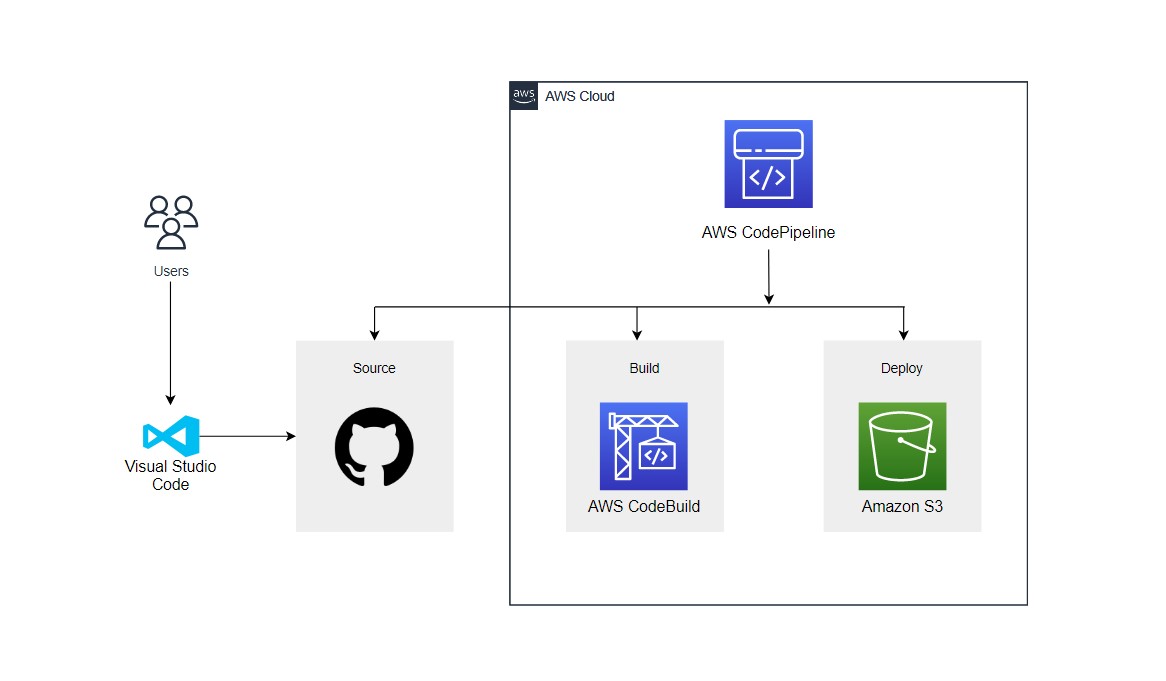 aws
AWS Cloud
AWS CodePipeline
Users
Source
Build
Deploy
Visual Studio
Code
AWS CodeBuild
Amazon S3